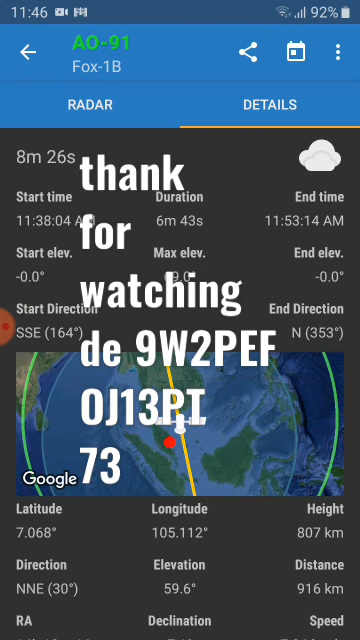 11:46 92%
AO-91
Fox-1B
RADAR DETAILS
8m 26s
thank
Start time Duration End time
11:38:04 AM 6m 43s 11:53:14 AM
for
Start elev. Max elev. End elev.
-0.0° -0.0°
watching
Start Direction End Direction
SSE (164°) N (353°)
de 9W2PEF
OJ13PT
73
Google
Latitude Longitude Height
7.068° 105.112° 807 km
Direction Elevation Distance
NNE (30°) 59.6° 916 km
RA Declination Speed